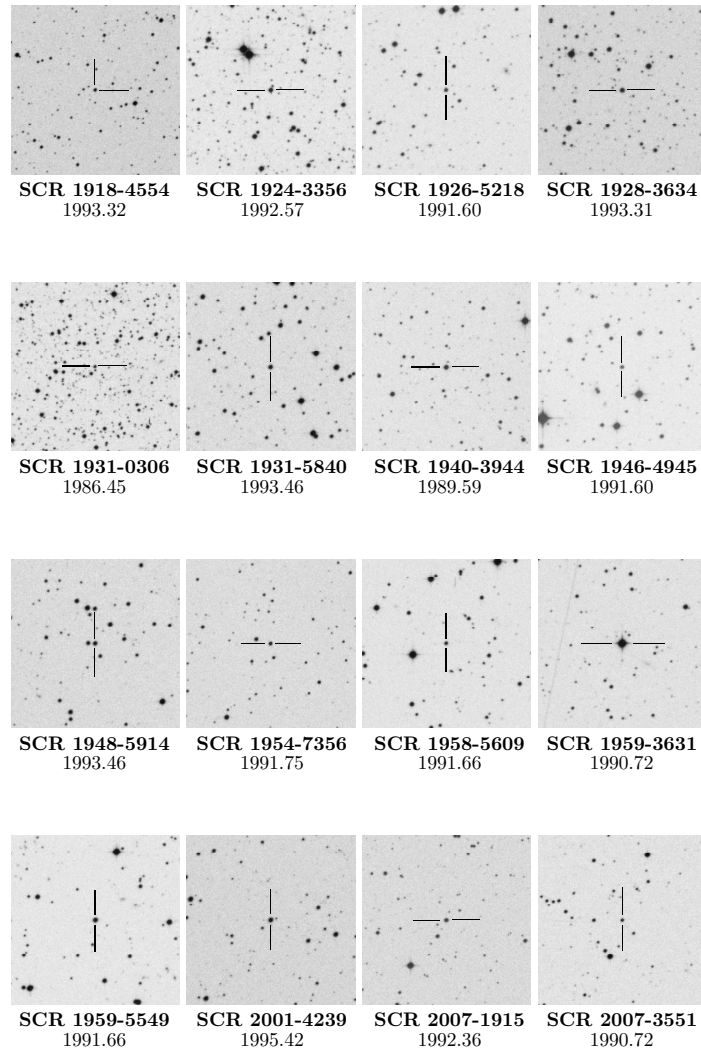 SCR 1918-4554 SCR 1924-3356 SCR 1926-5218 SCR 1928-3634
1993.32 1992.57 1991.60 1993.31
SCR 1931-0306 SCR 1931-5840 SCR 1940-3944 SCR 1946-4945
1986.45 1993.46 1989.59 1991.60
SCR 1948-5914 SCR 1954-7356 SCR 1958-5609 SCR 1959-3631
1993.46 1991.75 1991.66 1990.72
SCR 1959-5549 SCR 2001-4239 SCR 2007-1915 SCR 2007-3551
1991.66 1995.42 1992.36 1990.72